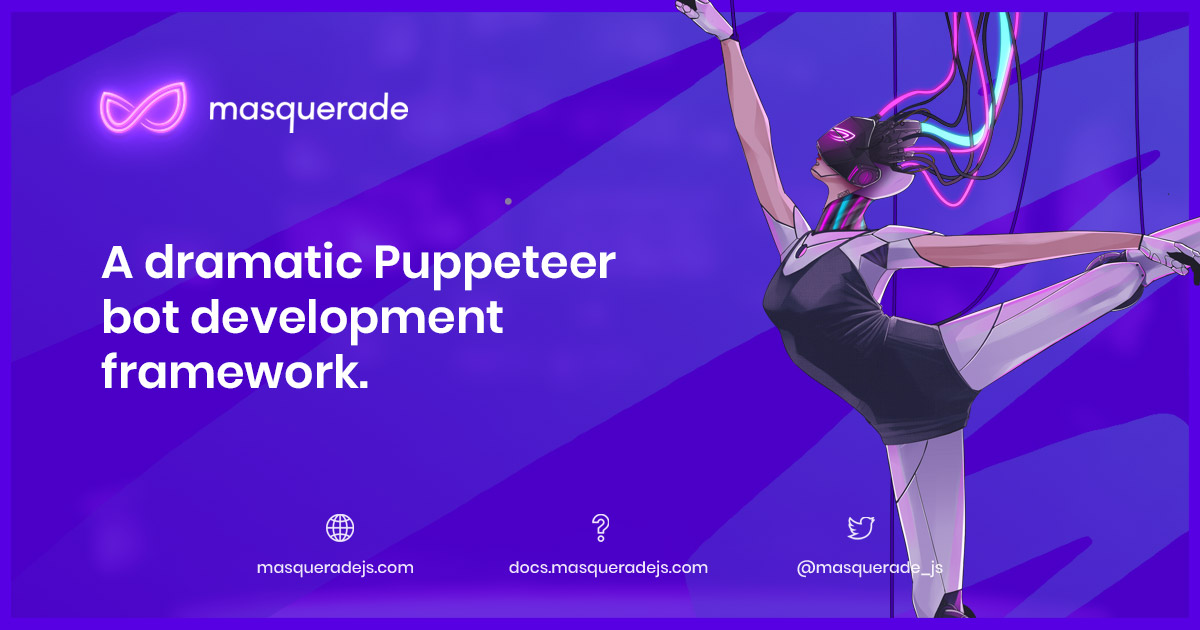 masquerade
A dramatic Puppeteer
bot development
framework.
masqueradejs.com
docs.masqueradejs.com
@masquerade_js